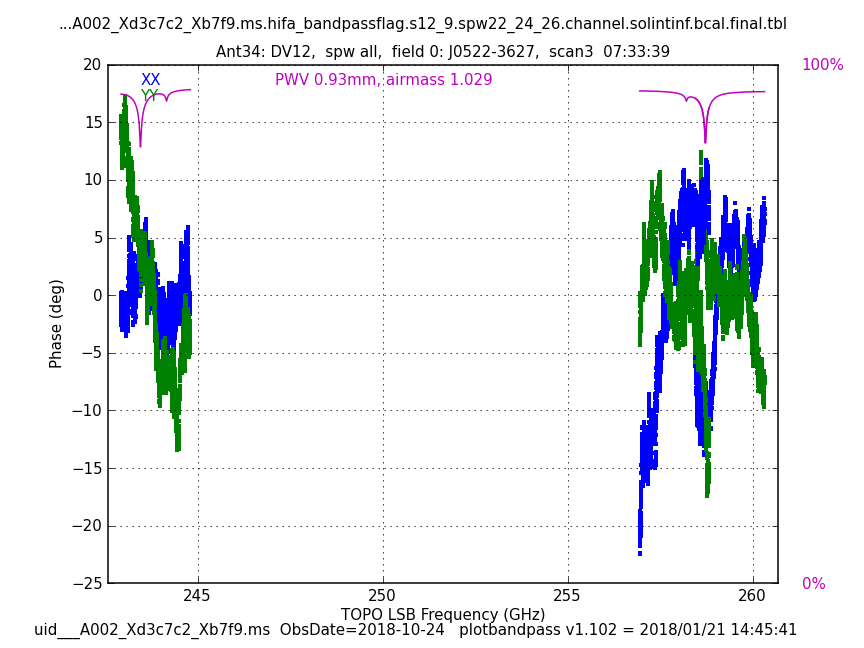 ...A002_Xd3c7c2_Xb7f9.ms.hifa_bandpassflag.s12_9.spw22_24_26.channel.solintinf.bcal.final.tbl
Ant34: DV12,  spw all,  field 0: J0522-3627,  scan3  07:33:39
20
100%
XX
PWV 0.93mm, airmass 1.029
YY
15
10
5
0
Phase (deg)
−5
−10
−15
−20
−25
0%
245
250
255
260
TOPO LSB Frequency (GHz)
uid___A002_Xd3c7c2_Xb7f9.ms  ObsDate=2018-10-24   plotbandpass v1.102 = 2018/01/21 14:45:41